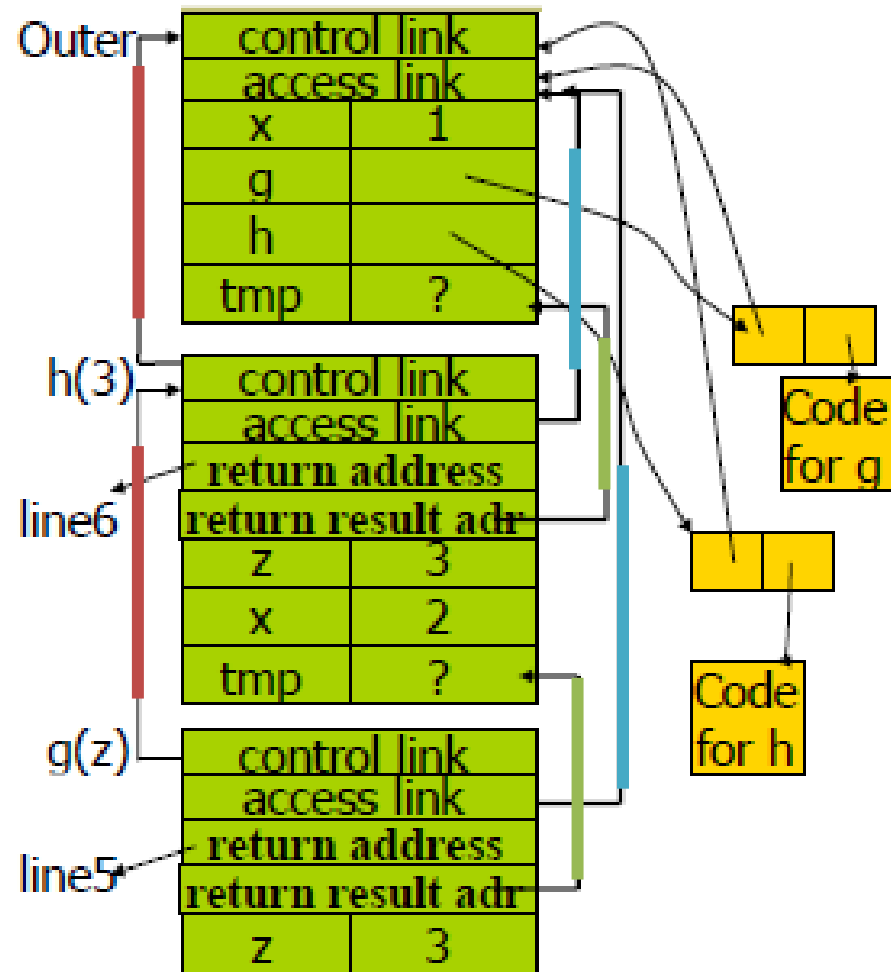 Outer
control link
access link
x 1
g
h
tmp ?
h(3)
control link
access link
return address
line6
return result adr
z 3
x 2
tmp ?
g(z)
control link
access link
return address
line5
return result adr
z 3
Code
for g
Code
for h